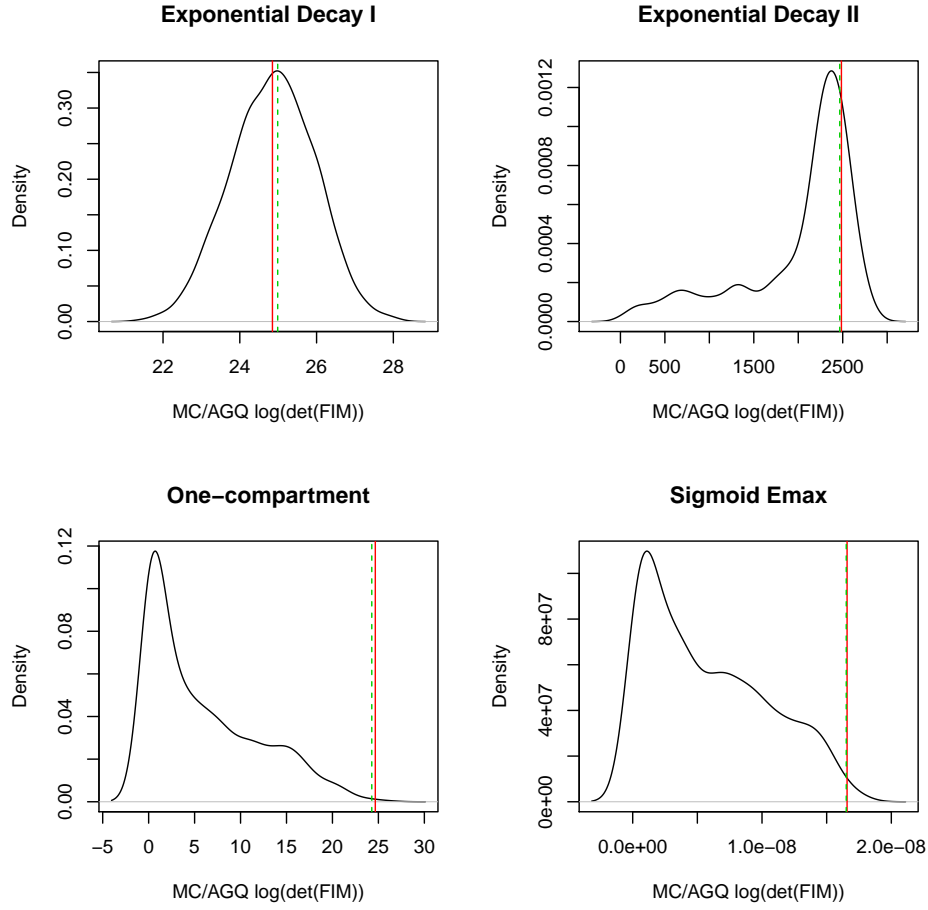 Exponential Decay I
Density
0.00 0.10 0.20 0.30
22 24 26 28
MC/AGQ log(det(FIM))
Exponential Decay II
Density
0.0000 0.0004 0.0008 0.0012
0 500 1500 2500
MC/AGQ log(det(FIM))
One−compartment
Density
0.00 0.04 0.08 0.12
−5 0 5 10 15 20 25 30
MC/AGQ log(det(FIM))
Sigmoid Emax
Density
0e+00 4e+07 8e+07
0.0e+00 1.0e−08 2.0e−08
MC/AGQ log(det(FIM))